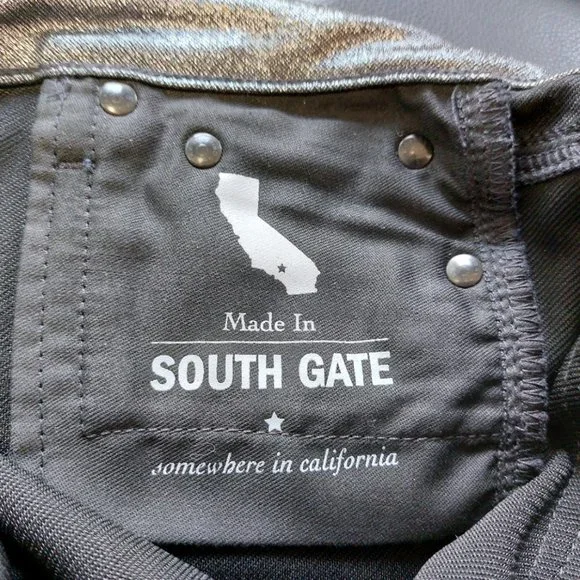 Made In
SOUTH GATE
somewhere in california